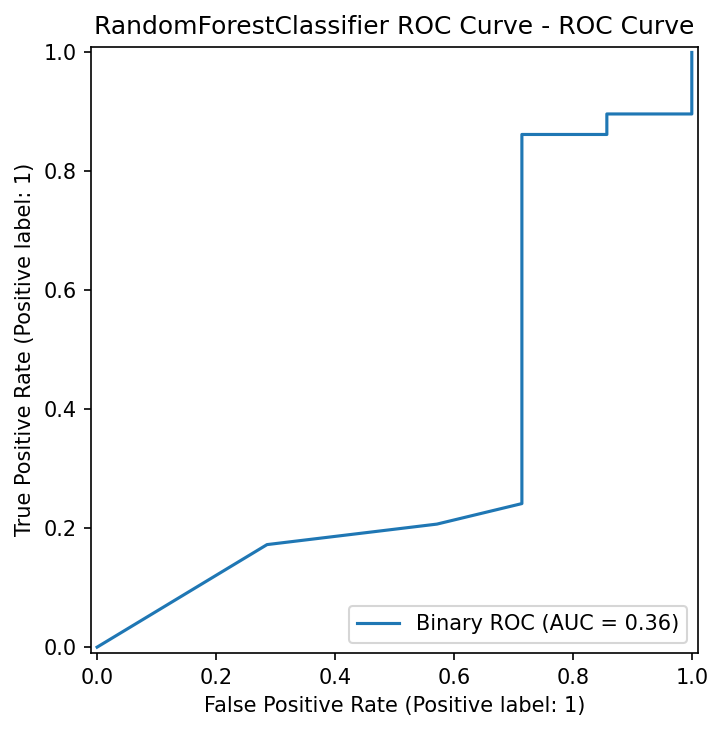 RandomForestClassifier ROC Curve - ROC Curve
True Positive Rate (Positive label: 1)
1.0
0.8
0.6
0.4
0.2
0.0
Binary ROC (AUC = 0.36)
0.0 0.2 0.4 0.6 0.8 1.0
False Positive Rate (Positive label: 1)